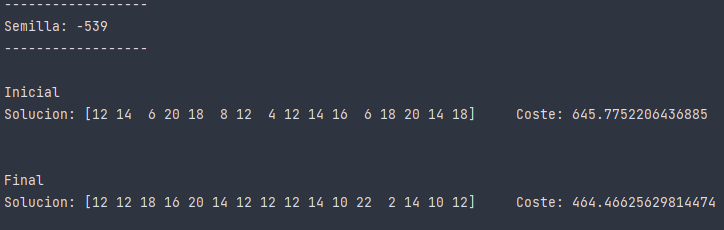 ------------------
Semilla: -539
------------------
Inicial
Solucion: [12 14  6 20 18  8 12  4 12 14 16  6 18 20 14 18]     Coste: 645.7752206436885
Final
Solucion: [12 12 18 16 20 14 12 12 12 14 10 22  2 14 10 12]     Coste: 464.46625629814474